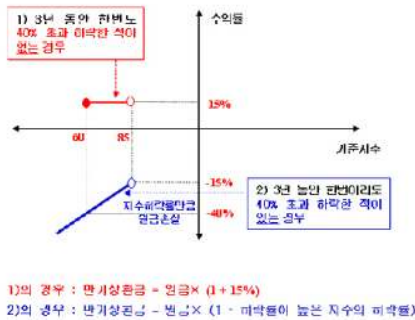 1) 3년 동안 한번도
40% 초과 하락한 적이
없는 경우
수익률
15%
60
85
기준지수
-15%
지수하락률만큼
원금손실
-40%
2) 3년 동안 한번이라도
40% 초과 하락한 적이
있는 경우
1)의 경우 : 만기상환금 = 원금× (1+15%)
2)의 경우 : 만기상환금 = 원금× (1 - 하락률이 높은 지수의 하락률)